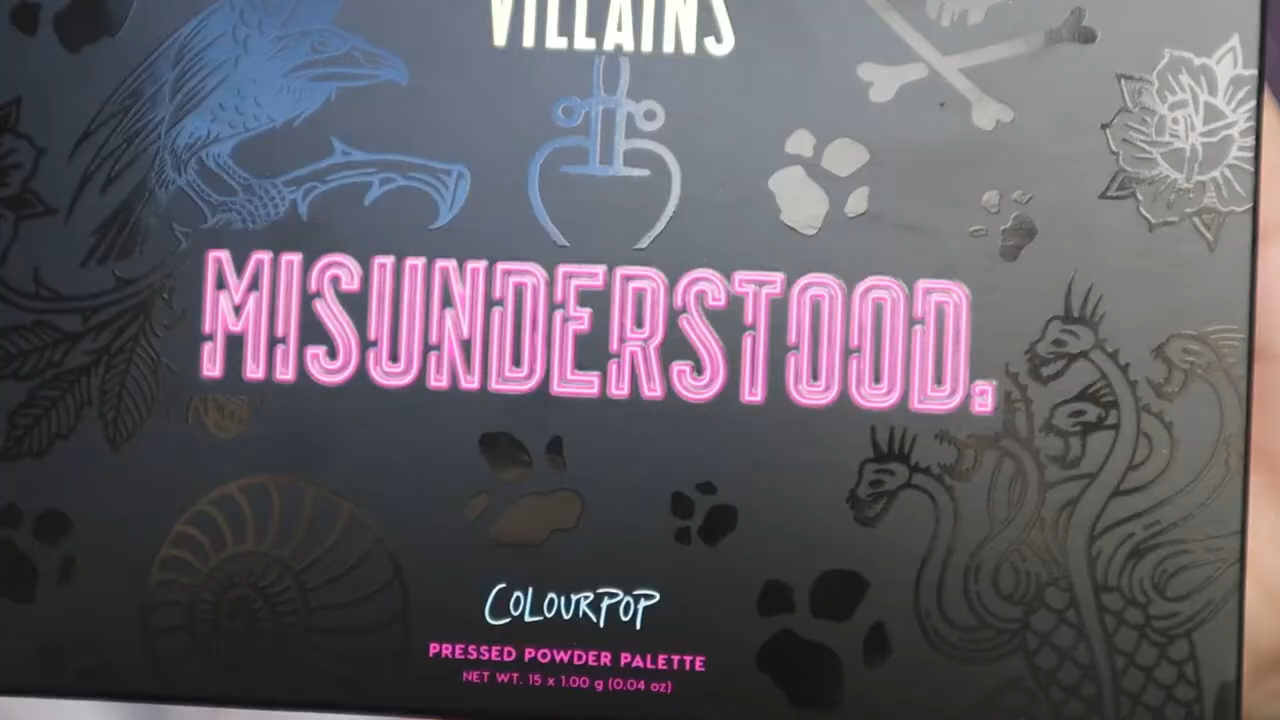 VILLAINS
MISUNDERSTOOD.
COLOURPOP
PRESSED POWDER PALETTE
NET WT. 15 x 1.00 g (0.04 oz)